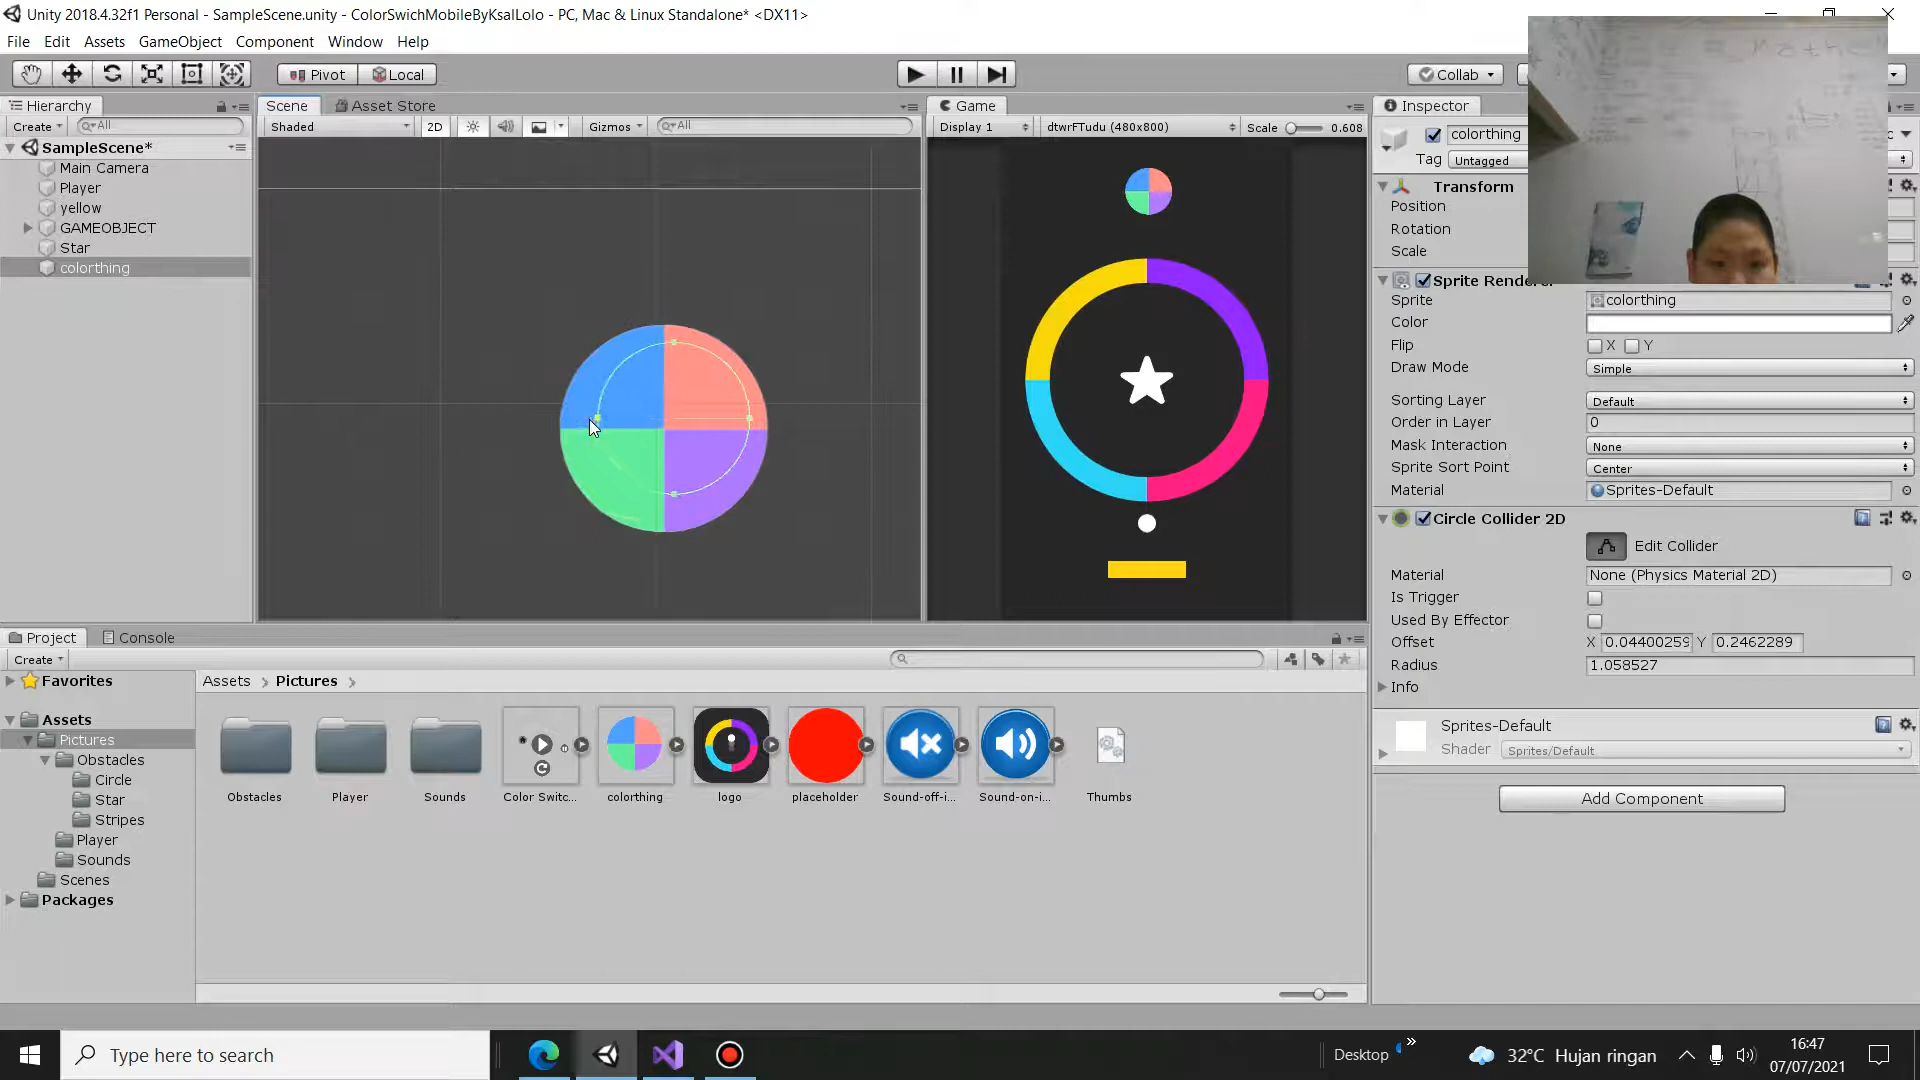 Unity 2018.4.32f1 Personal - SampleScene.unity - ColorSwichMobileByKsalLolo - PC, Mac & Linux Standalone* <DX11>
File Edit Assets GameObject Component Window Help
Pivot Local Collab
Hierarchy
Create All
SampleScene*
Main Camera
Player
yellow
GAMEOBJECT
Star
colorthing
Scene Asset Store
Shaded 2D Gizmos All
Game
Display 1 dtwrFTudu (480x800) Scale 0.608
Inspector
colorthing
Tag Untagged
Transform
Position
Rotation
Scale
Sprite Rendere
Sprite colorthing
Color
Flip X Y
Draw Mode Simple
Sorting Layer Default
Order in Layer 0
Mask Interaction None
Sprite Sort Point Center
Material Sprites-Default
Circle Collider 2D
Edit Collider
Material None (Physics Material 2D)
Is Trigger
Used By Effector
Offset X 0.04400259 Y 0.2462289
Radius 1.058527
Info
Sprites-Default
Shader Sprites/Default
Add Component
Project Console
Create
Favorites
Assets
Pictures
Obstacles
Circle
Star
Stripes
Player
Sounds
Scenes
Packages
Assets > Pictures >
Obstacles Player Sounds Color Switc... colorthing logo placeholder Sound-off-i... Sound-on-i... Thumbs
Type here to search
Desktop » 32°C Hujan ringan
16:47
07/07/2021